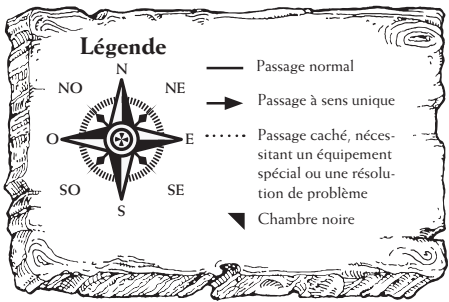 Légende
N
NO NE
O E
SO SE
S
Passage normal
Passage à sens unique
Passage caché, néces-
sitant un équipement
spécial ou une résolu-
tion de problème
Chambre noire